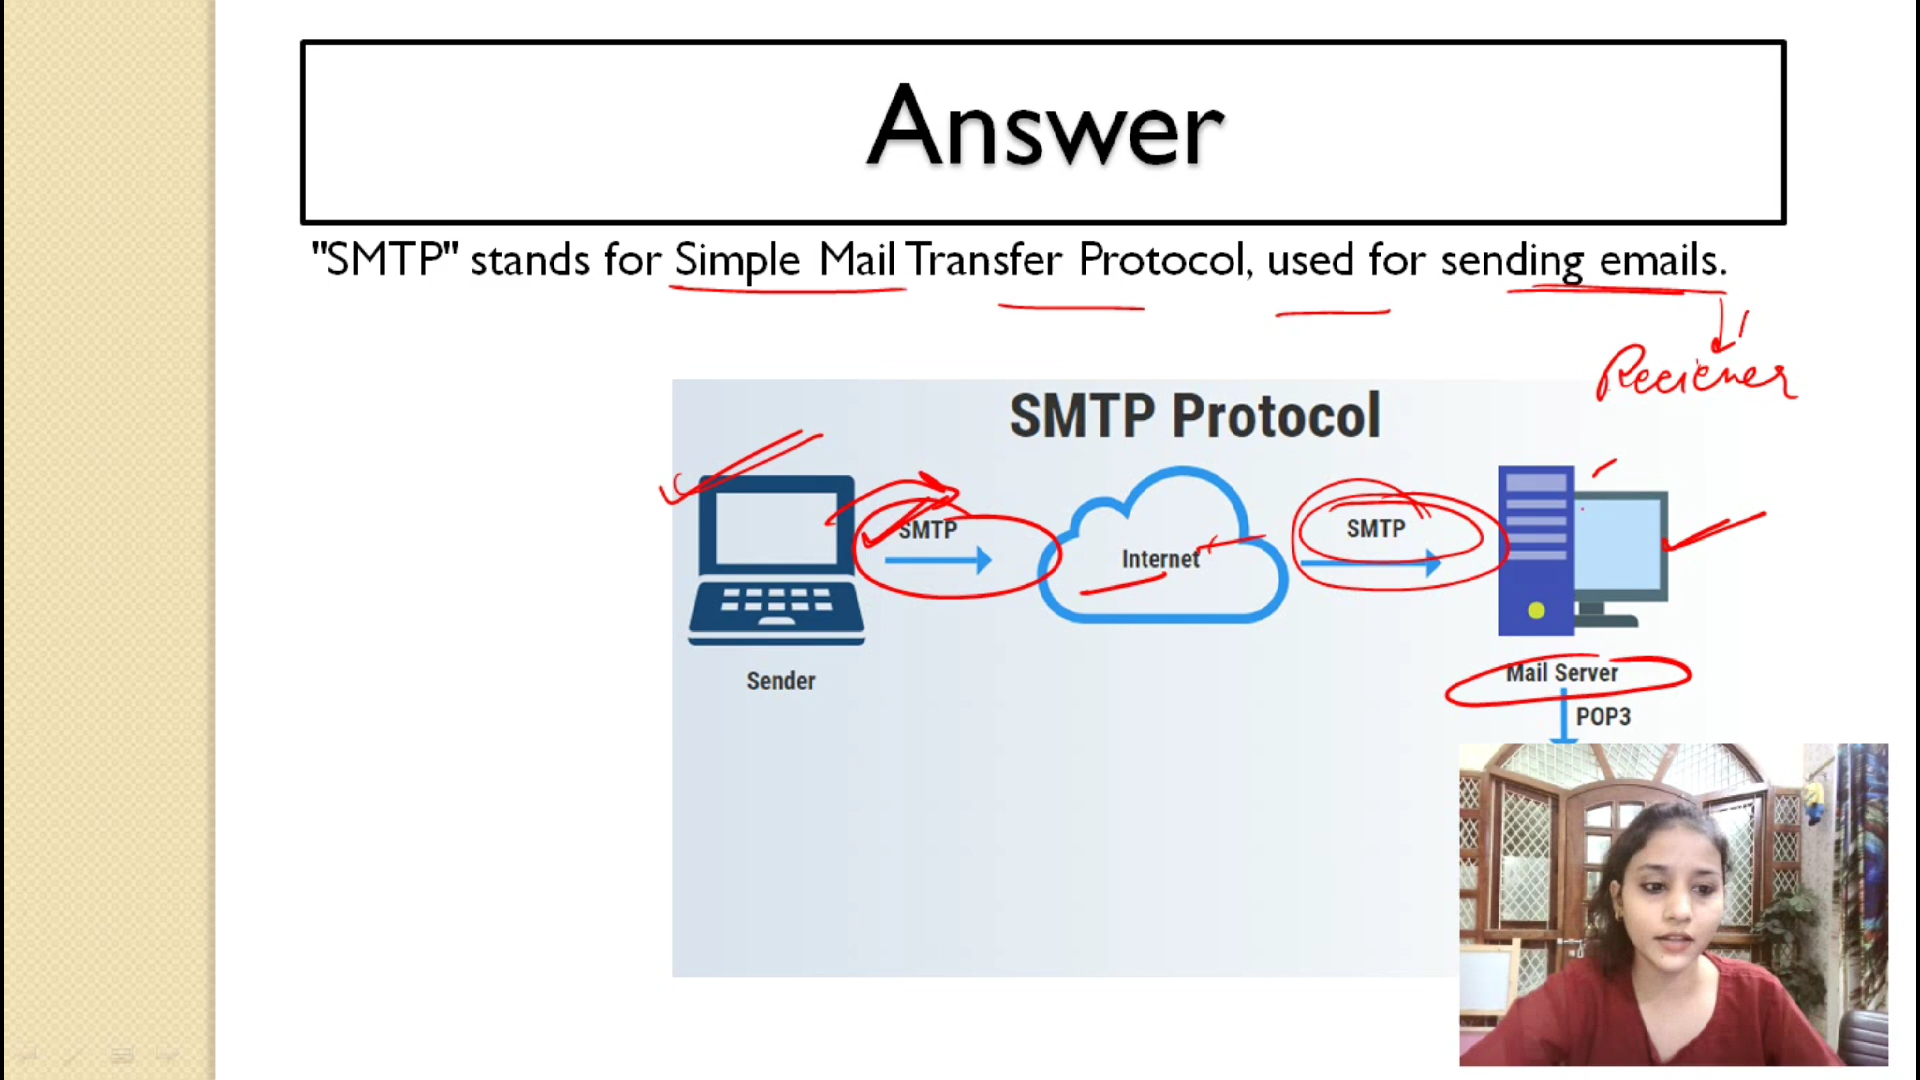 Answer
"SMTP" stands for Simple Mail Transfer Protocol, used for sending emails.
Reciever
SMTP Protocol
SMTP
Internet
SMTP
Sender
Mail Server
POP3